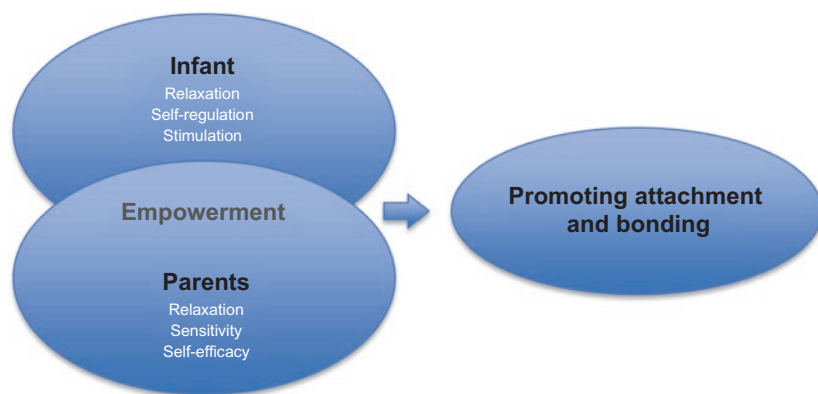 Infant
Relaxation
Self-regulation
Stimulation
Empowerment
Parents
Relaxation
Sensitivity
Self-efficacy
Promoting attachment
and bonding